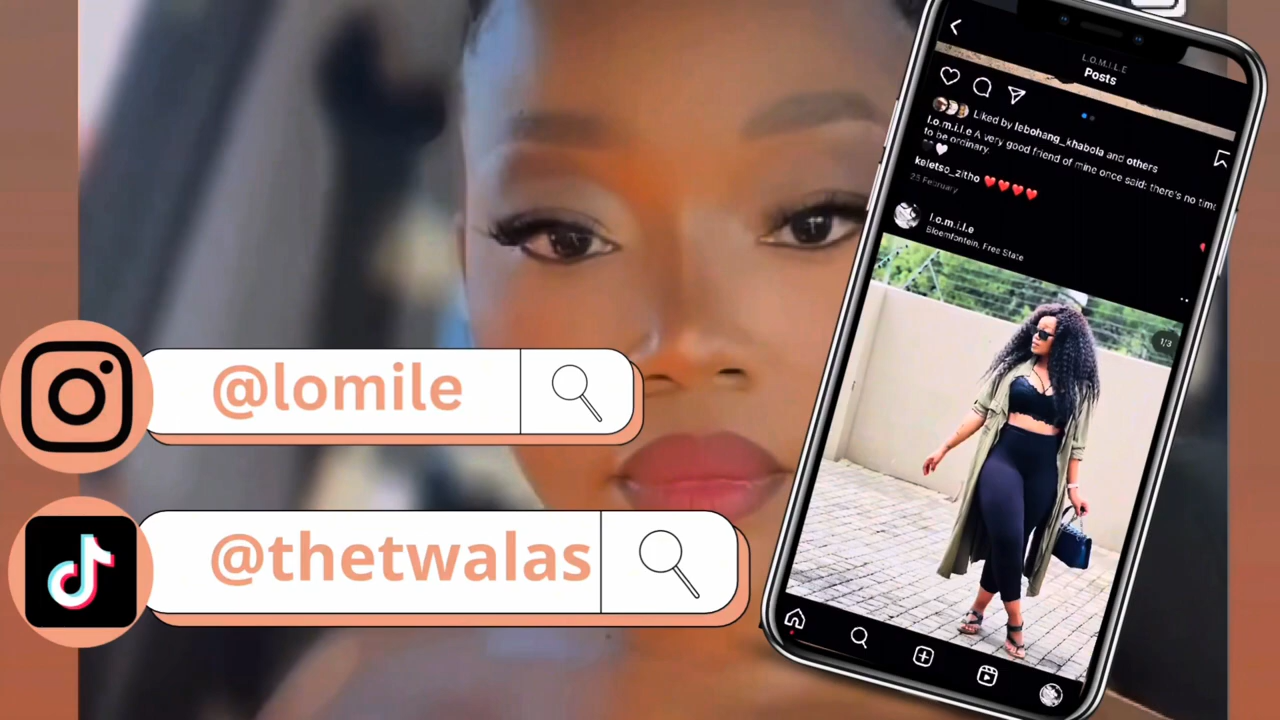 @lomile
@thetwalas
L.O.M.I.L.E
Posts
Liked by lebohang_khabola and others
l.o.m.i.l.e A very good friend of mine once said: there's no time
to be ordinary.
keletso_zitho
25 February
l.o.m.i.l.e
Bloemfontein, Free State
1/3